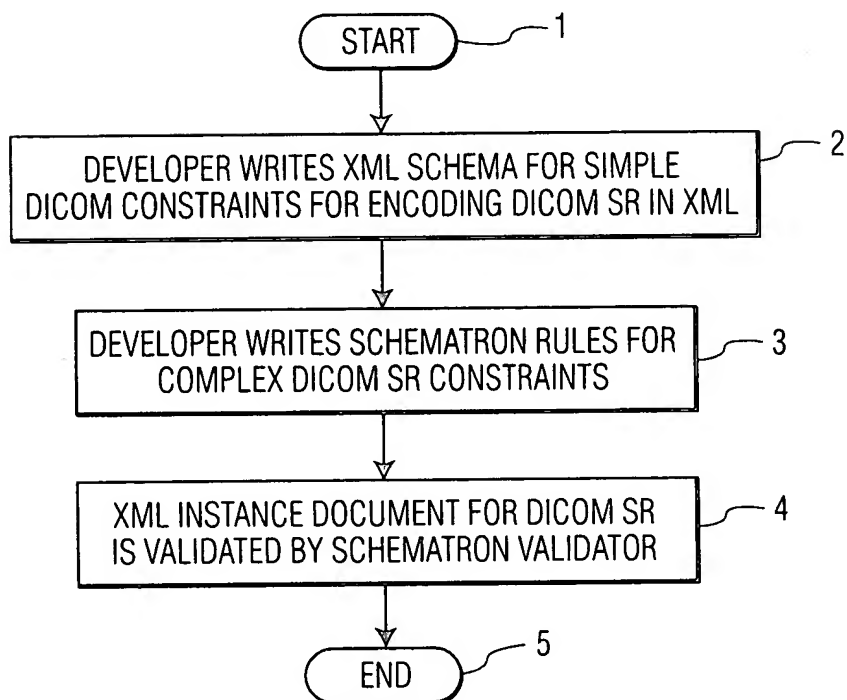 START
1
DEVELOPER WRITES XML SCHEMA FOR SIMPLE
DICOM CONSTRAINTS FOR ENCODING DICOM SR IN XML
2
DEVELOPER WRITES SCHEMATRON RULES FOR
COMPLEX DICOM SR CONSTRAINTS
3
XML INSTANCE DOCUMENT FOR DICOM SR
IS VALIDATED BY SCHEMATRON VALIDATOR
4
END
5